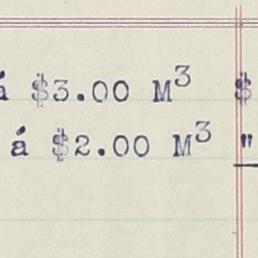 á $3.00 M³ $
á $2.00 M³ "